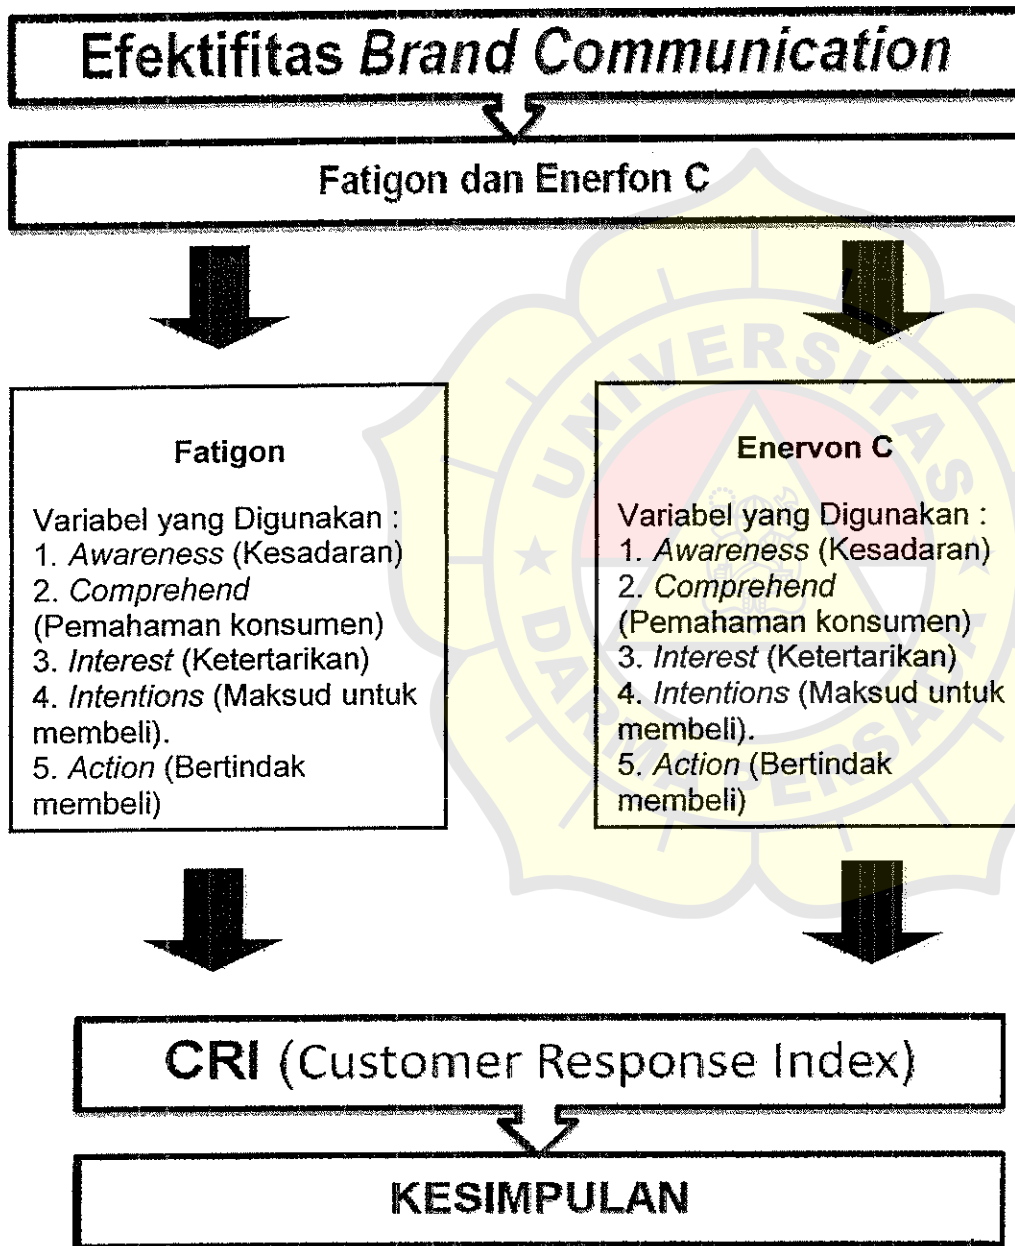 Efektifitas Brand Communication
Fatigon dan Enerfon C
Fatigon
Variabel yang Digunakan :
1. Awareness (Kesadaran)
2. Comprehend
(Pemahaman konsumen)
3. Interest (Ketertarikan)
4. Intentions (Maksud untuk
membeli).
5. Action (Bertindak
membeli)
Enervon C
Variabel yang Digunakan :
1. Awareness (Kesadaran)
2. Comprehend
(Pemahaman konsumen)
3. Interest (Ketertarikan)
4. Intentions (Maksud untuk
membeli).
5. Action (Bertindak
membeli)
CRI (Customer Response Index)
KESIMPULAN
UNIVERSITAS
DARMA PERSADA